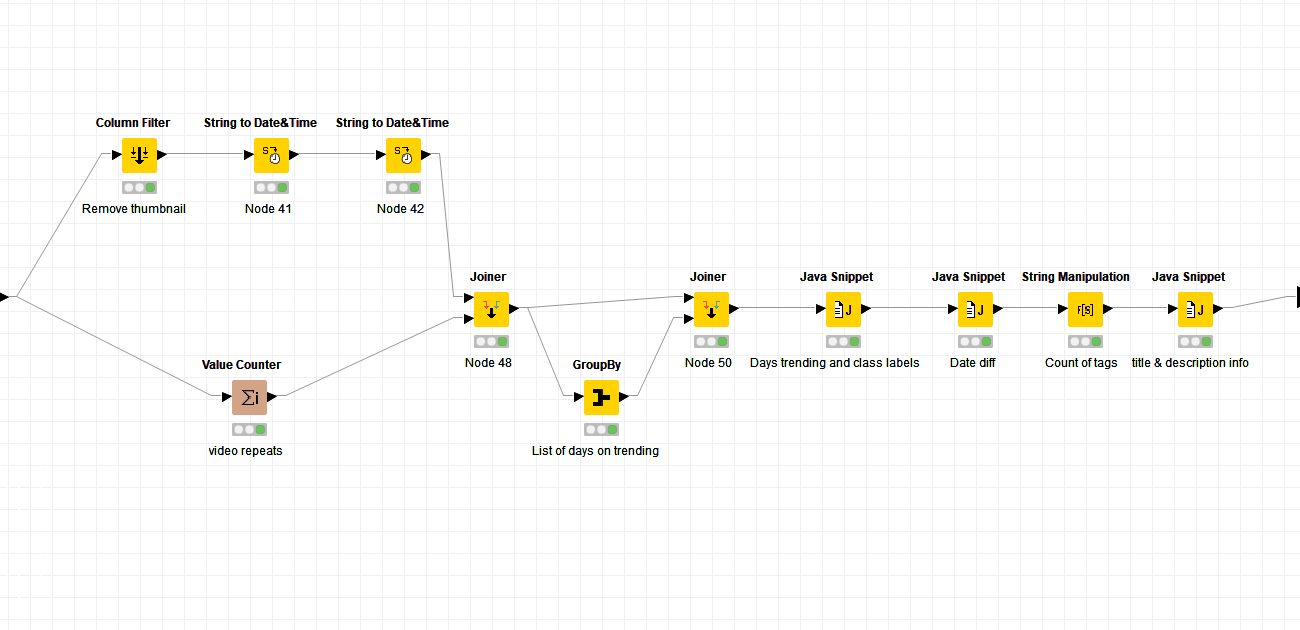 Column Filter
String to Date&Time
String to Date&Time
Remove thumbnail
Node 41
Node 42
Joiner
Joiner
Java Snippet
Java Snippet
String Manipulation
Java Snippet
Node 48
Node 50
Days trending and class labels
Date diff
Count of tags
title & description info
Value Counter
GroupBy
video repeats
List of days on trending